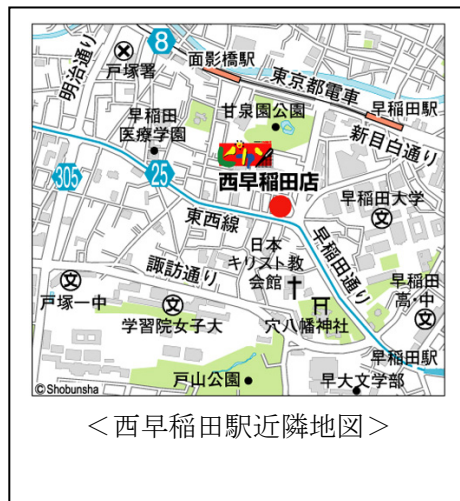 8
戸塚署
面影橋駅
明治通り
東京都電車
早稲田駅
早稲田
医療学園
甘泉園公園
新目白通り
305
25
西早稲田店
早稲田大学
東西線
日本
キリスト教
会館
早稲田通り
諏訪通り
戸塚一中
学習院女子大
穴八幡神社
早稲田
高・中
早稲田駅
戸山公園
早大文学部
©Shobunsha
＜西早稲田駅近隣地図＞